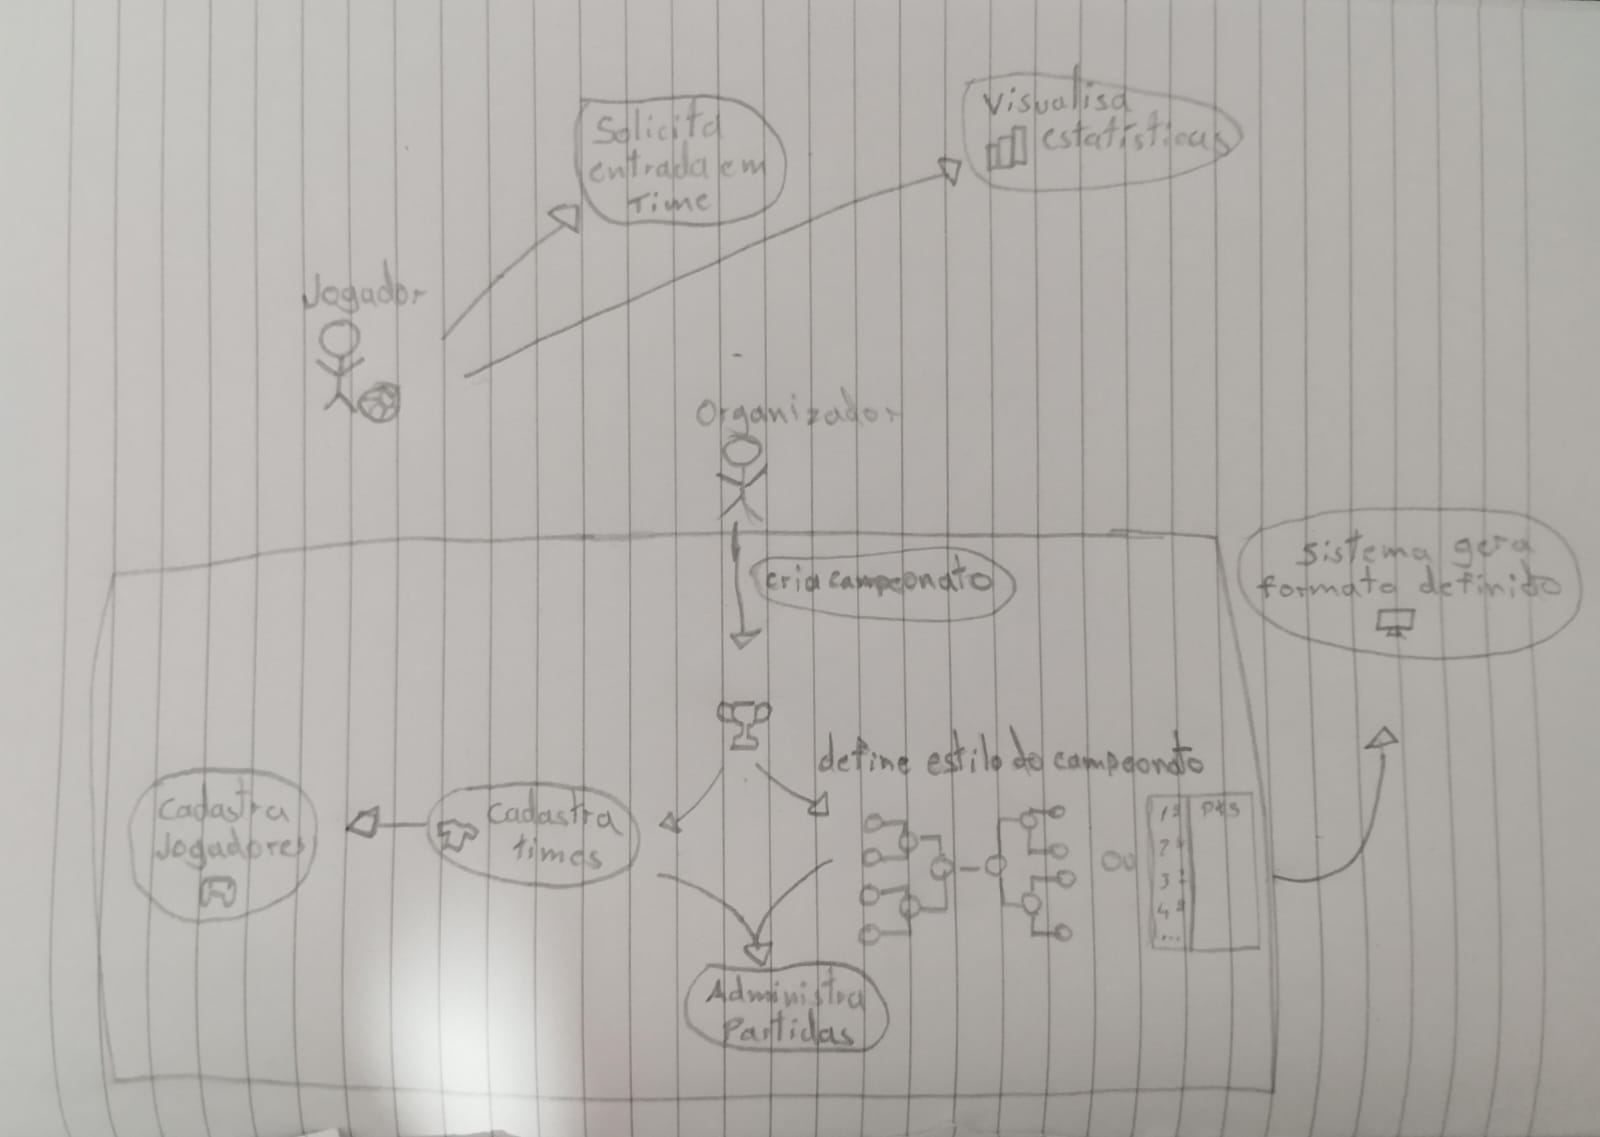 Visualisa
estatísticas
Solicita
entrada em
Time
Jogador
Organizador
cria campeonato
Sistema gera
formato definido
define estilo do campeonato
Cadastra
Jogadores
Cadastra
times
OU
1º pts
2º
3º
4º
...
Administra
Partidas